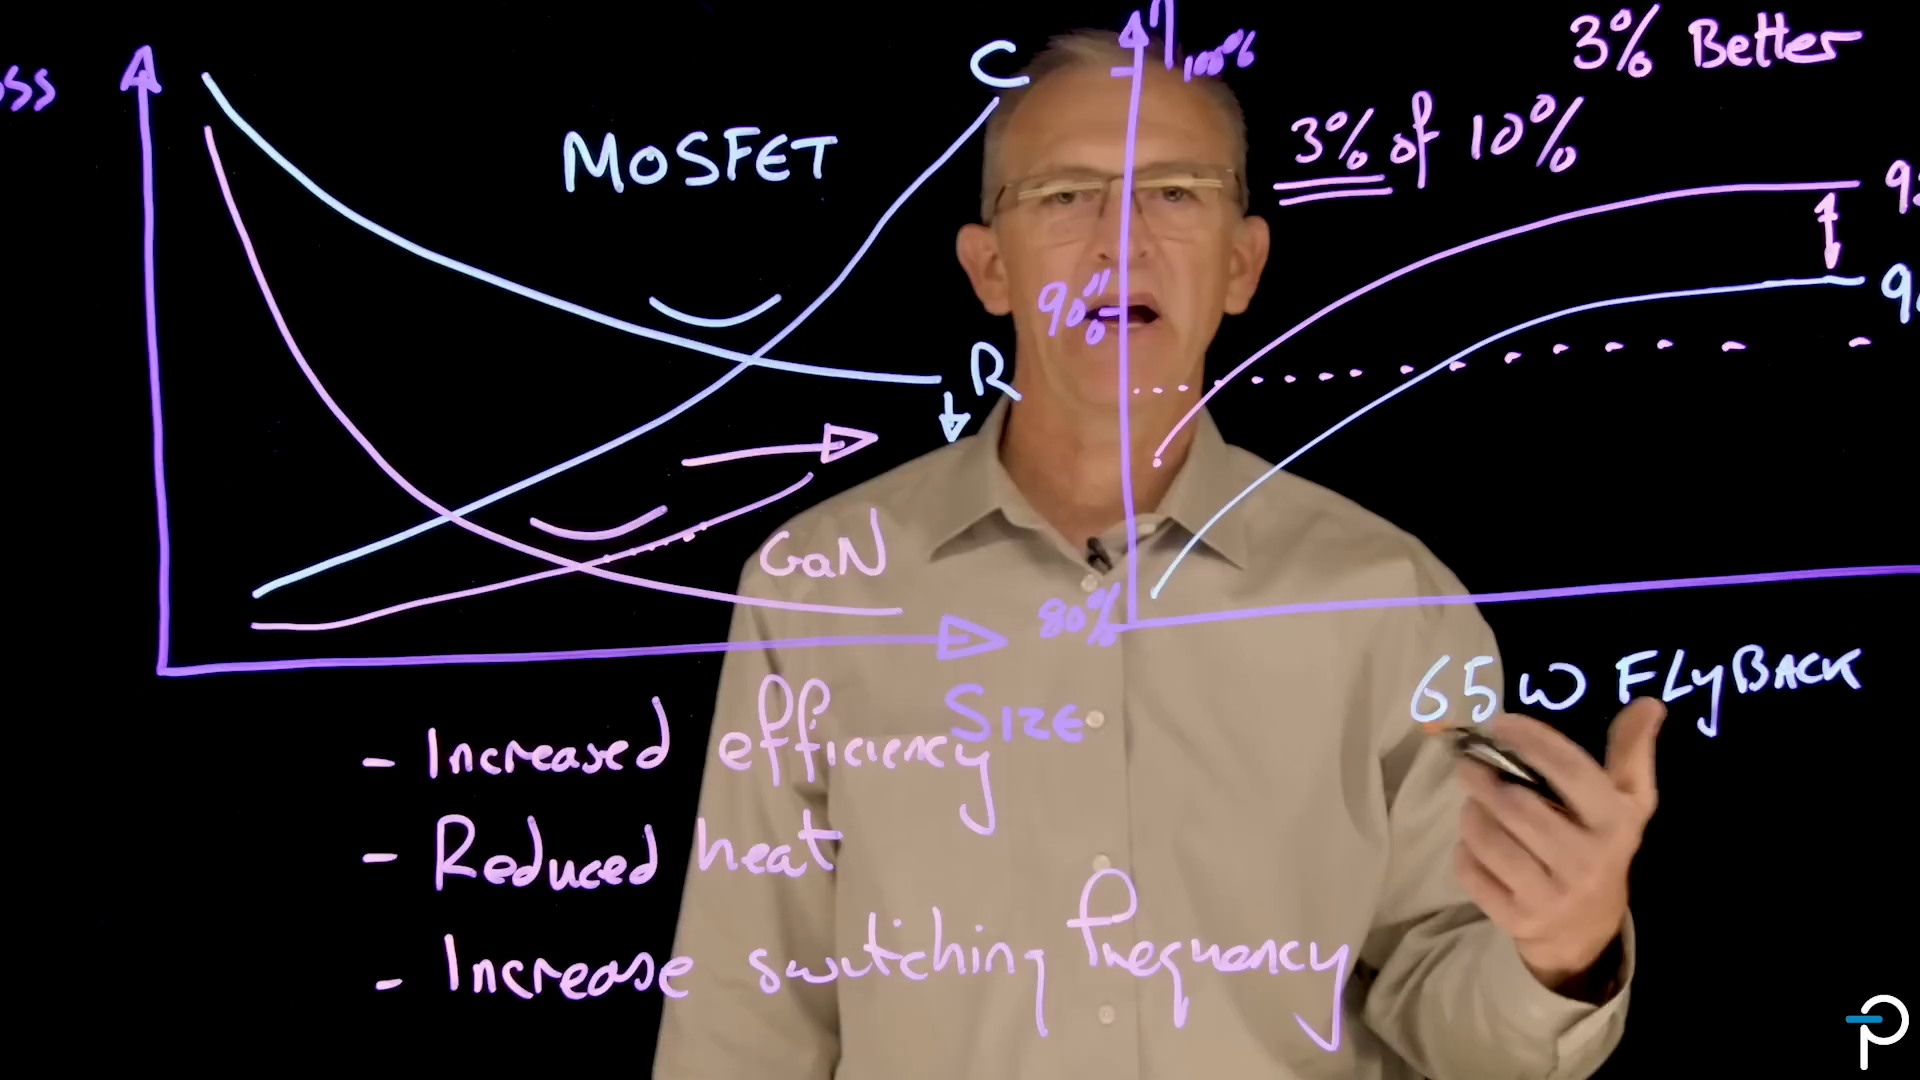 MOSFET
C
R
GaN
SIZE
- Increased efficiency
- Reduced heat
- Increase switching frequency
η
100%
90%
80%
3% Better
3% of 10%
65W FLYBACK